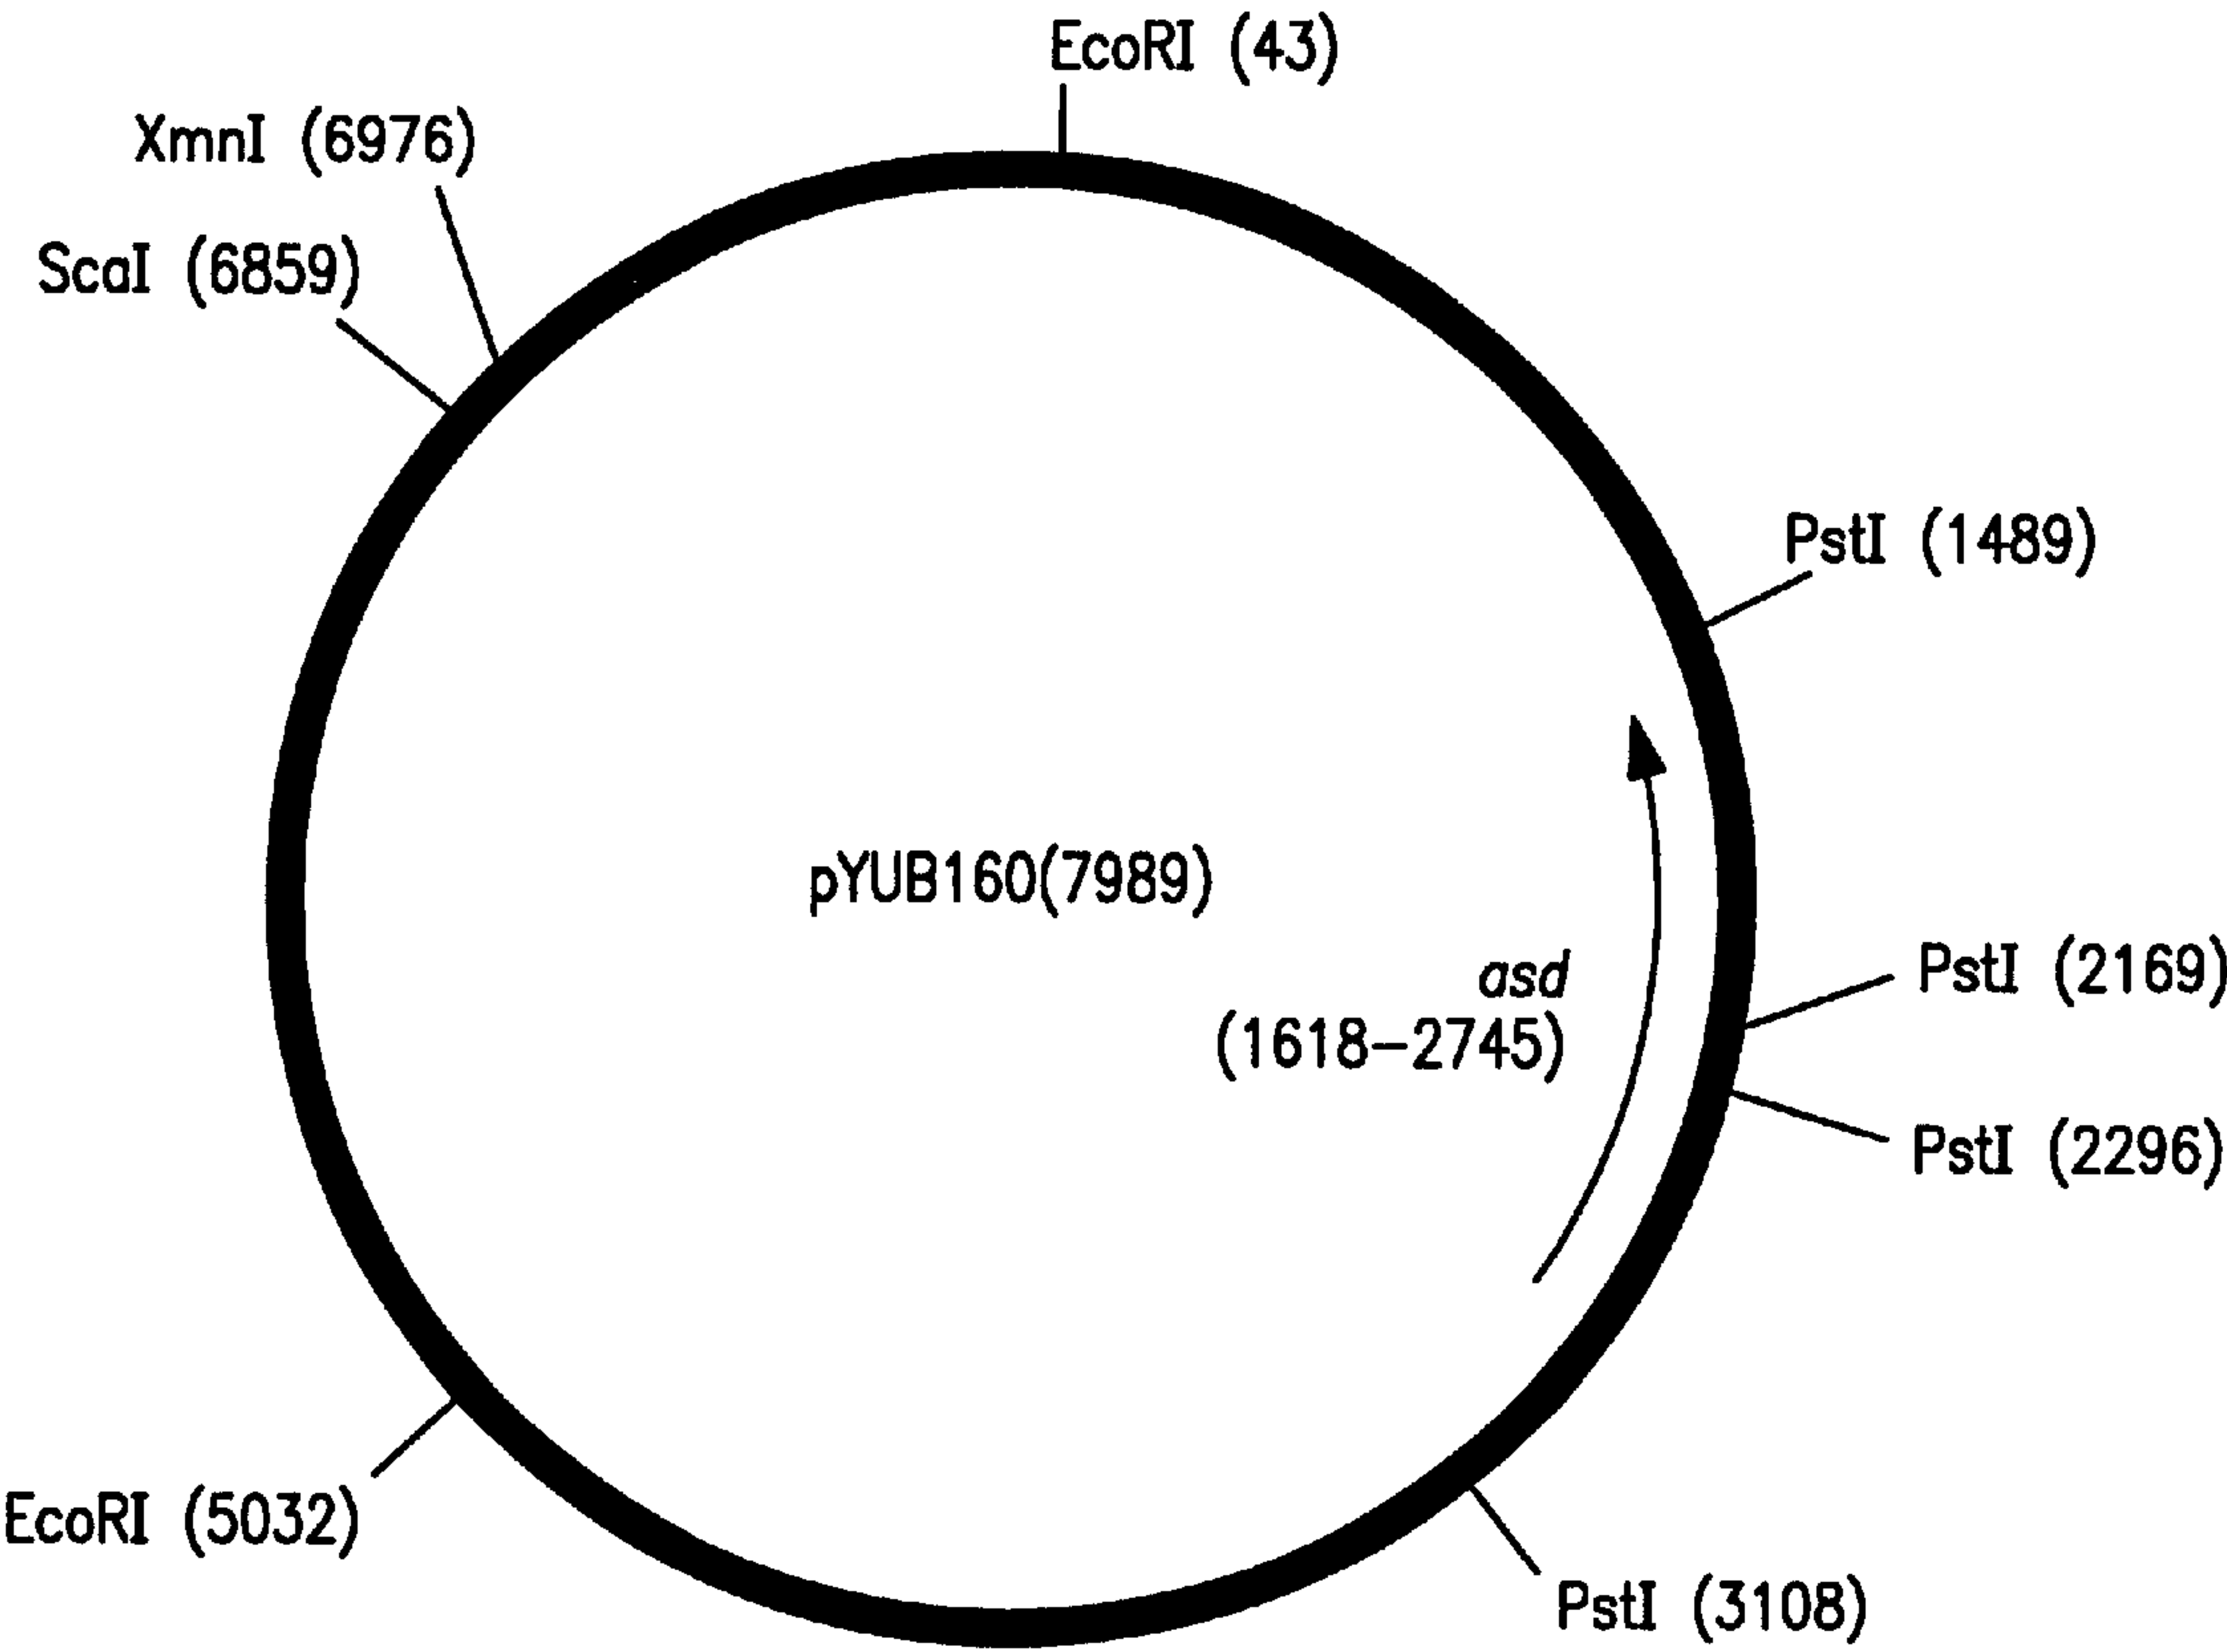 EcoRI (43)
XmnI (6976)
ScaI (6859)
PstI (1489)
pYUB160(7989)
asd
(1618–2745)
PstI (2169)
PstI (2296)
EcoRI (5032)
PstI (3108)